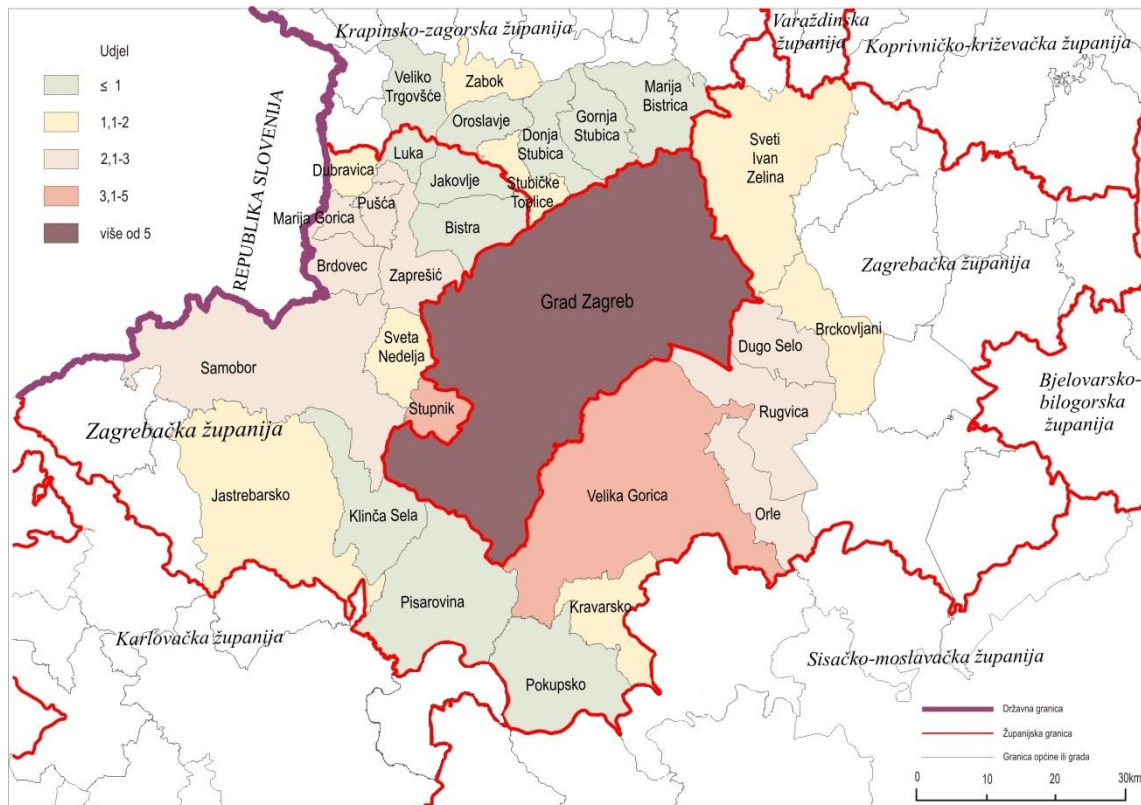 Udjel
≤ 1
1,1-2
2,1-3
3,1-5
više od 5
REPUBLIKA SLOVENIJA
Krapinsko-zagorska županija
Varaždinska
županija
Koprivničko-križevačka županija
Veliko
Trgovšće
Zabok
Marija
Bistrica
Oroslavje
Donja
Stubica
Gornja
Stubica
Sveti
Ivan
Zelina
Luka
Dubravica
Jakovlje
Stubičke
Toplice
Pušća
Marija Gorica
Bistra
Brdovec
Zaprešić
Zagrebačka županija
Grad Zagreb
Brckovljani
Sveta
Nedelja
Dugo Selo
Samobor
Bjelovarsko-
bilogorska
županija
Stupnik
Rugvica
Zagrebačka županija
Jastrebarsko
Velika Gorica
Klinča Sela
Orle
Pisarovina
Kravarsko
Karlovačka županija
Sisačko-moslavačka županija
Pokupsko
Državna granica
Županijska granica
Granica općine ili grada
0 10 20 30km